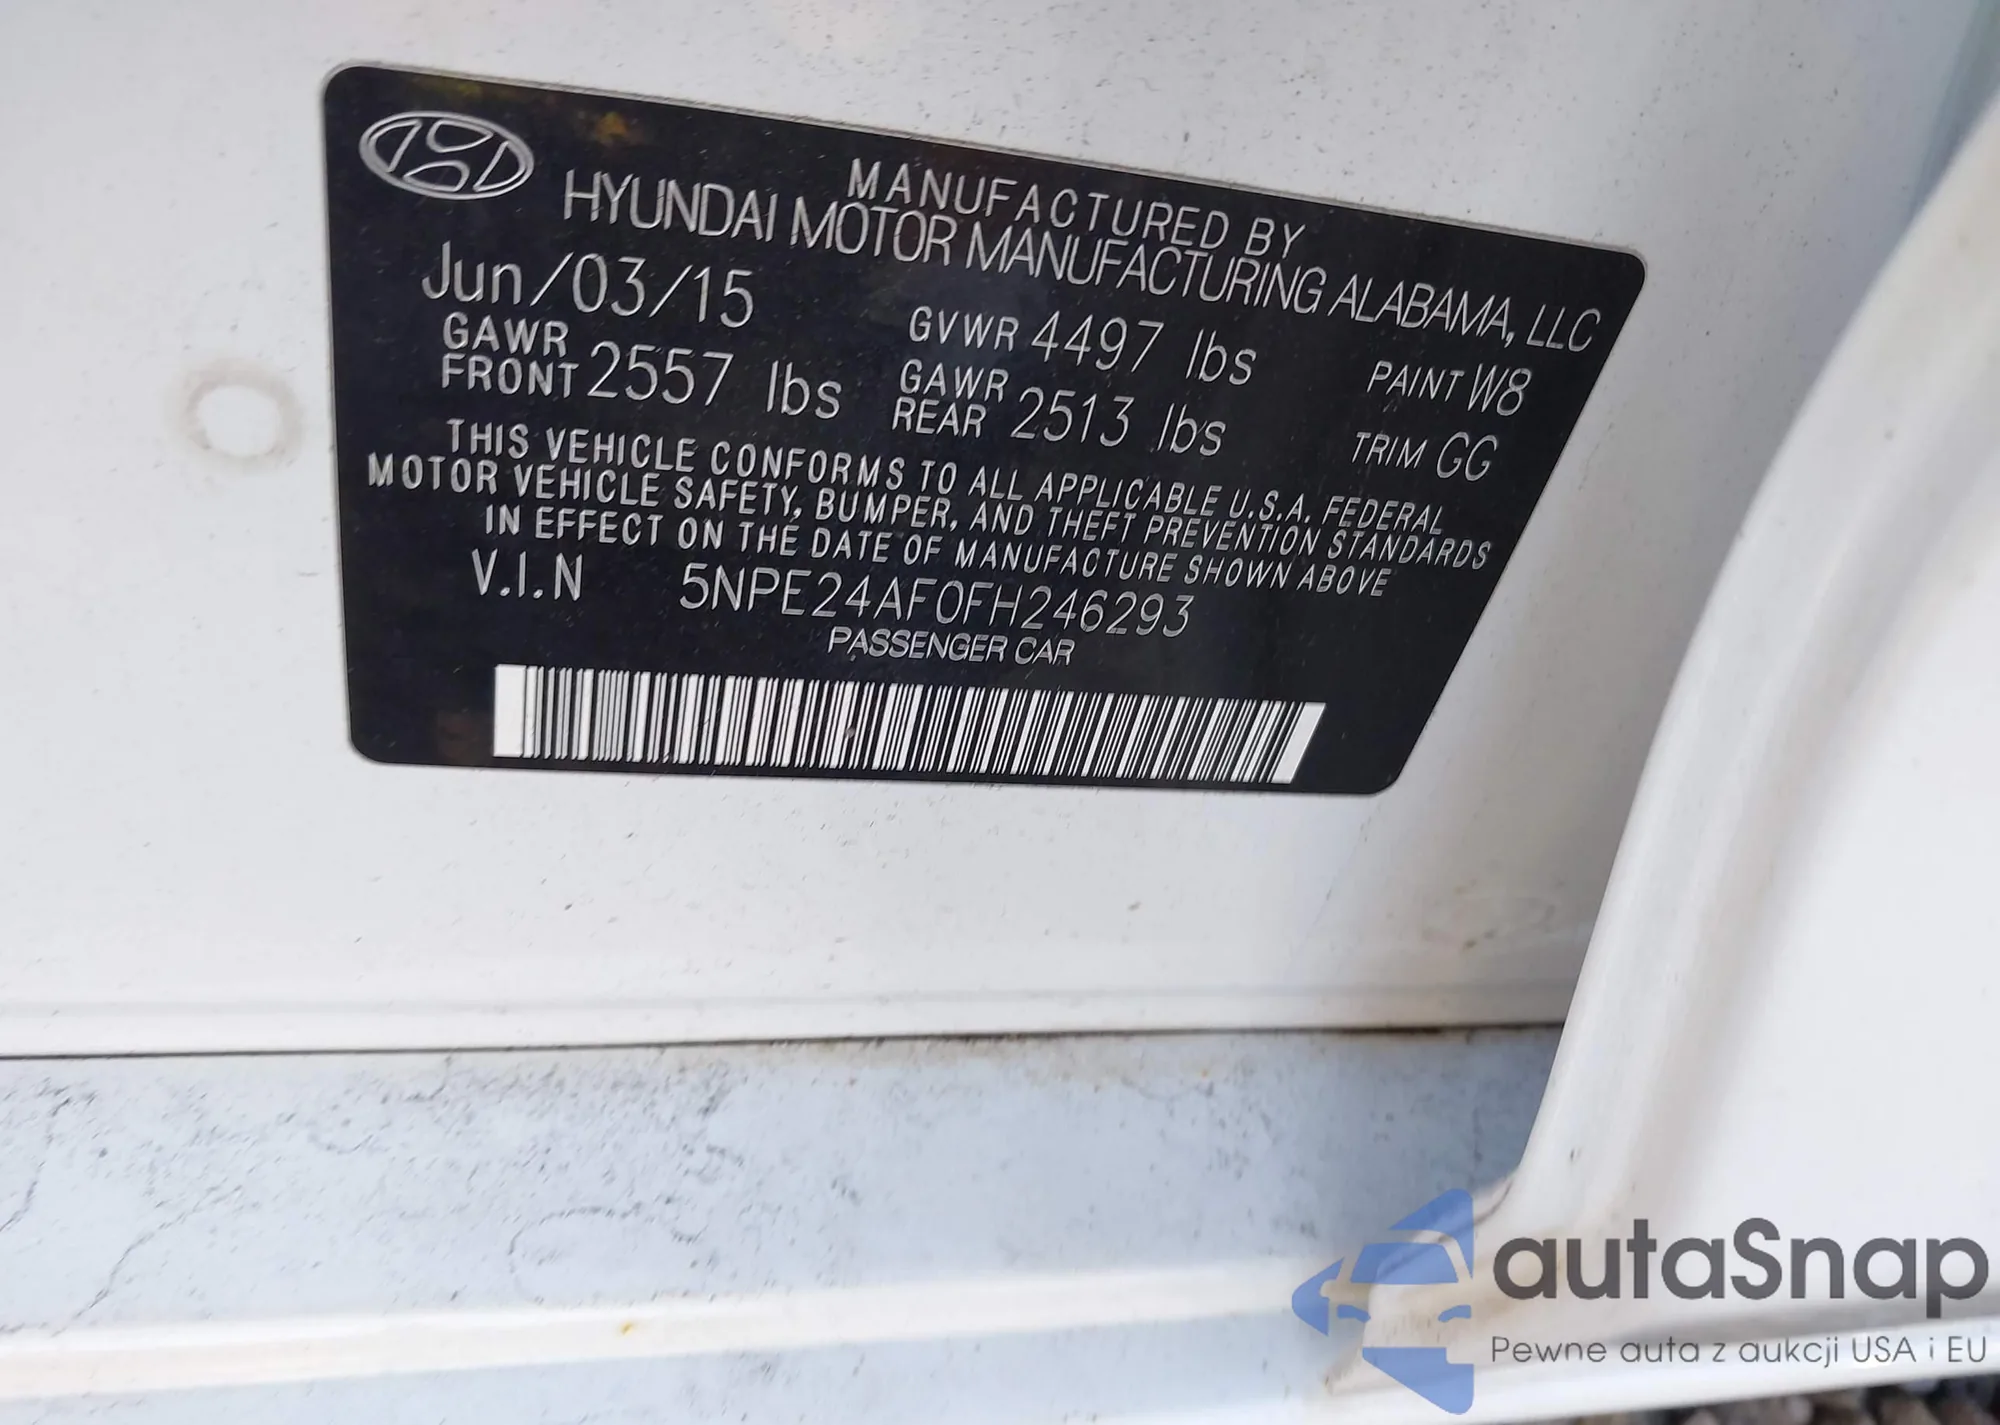 MANUFACTURED BY
HYUNDAI MOTOR MANUFACTURING ALABAMA, LLC
Jun/03/15 GVWR 4497 lbs PAINT W8
GAWR FRONT 2557 lbs GAWR REAR 2513 lbs TRIM GG
THIS VEHICLE CONFORMS TO ALL APPLICABLE U.S.A. FEDERAL
MOTOR VEHICLE SAFETY, BUMPER, AND THEFT PREVENTION STANDARDS
IN EFFECT ON THE DATE OF MANUFACTURE SHOWN ABOVE
V.I.N 5NPE24AF0FH246293
PASSENGER CAR
autaSnap
Pewne auta z aukcji USA i EU